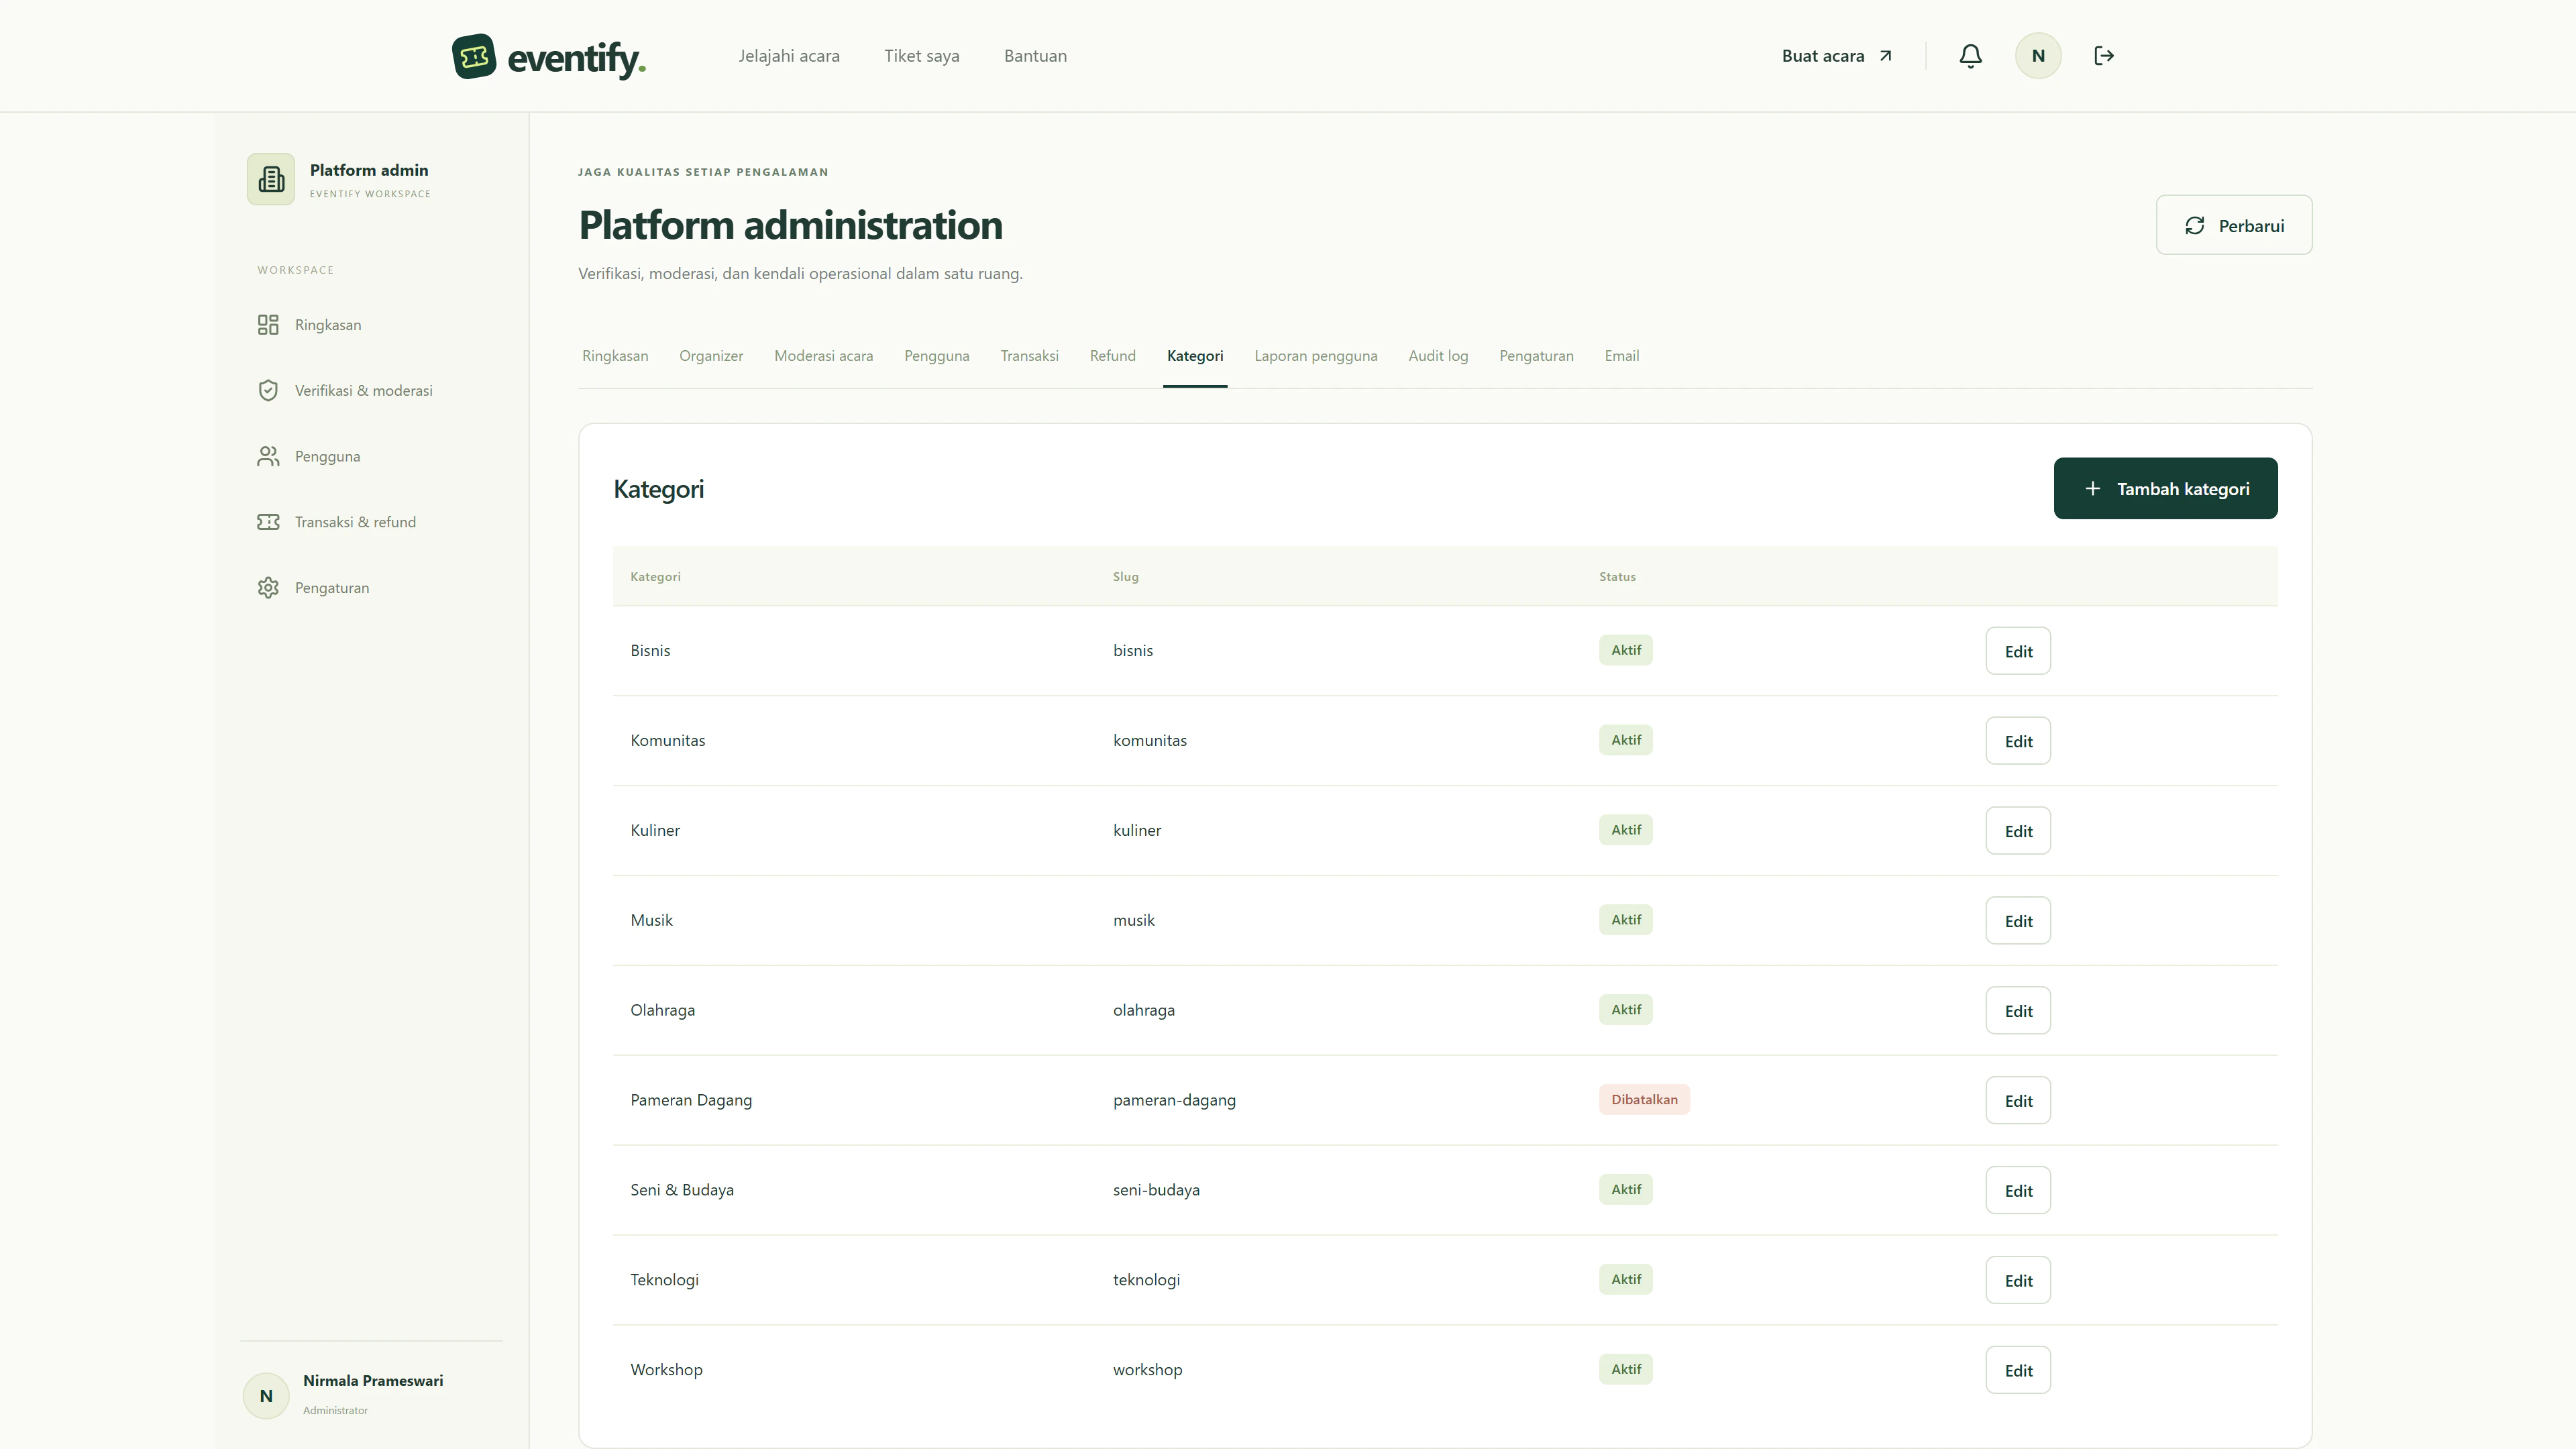 eventify.
Jelajahi acara
Tiket saya
Bantuan
Buat acara
N
Platform admin
EVENTIFY WORKSPACE
WORKSPACE
Ringkasan
Verifikasi & moderasi
Pengguna
Transaksi & refund
Pengaturan
N
Nirmala Prameswari
Administrator
JAGA KUALITAS SETIAP PENGALAMAN
Platform administration
Verifikasi, moderasi, dan kendali operasional dalam satu ruang.
Perbarui
Ringkasan Organizer Moderasi acara Pengguna Transaksi Refund Kategori Laporan pengguna Audit log Pengaturan Email
Kategori
Tambah kategori
Kategori Slug Status
Bisnis bisnis Aktif Edit
Komunitas komunitas Aktif Edit
Kuliner kuliner Aktif Edit
Musik musik Aktif Edit
Olahraga olahraga Aktif Edit
Pameran Dagang pameran-dagang Dibatalkan Edit
Seni & Budaya seni-budaya Aktif Edit
Teknologi teknologi Aktif Edit
Workshop workshop Aktif Edit